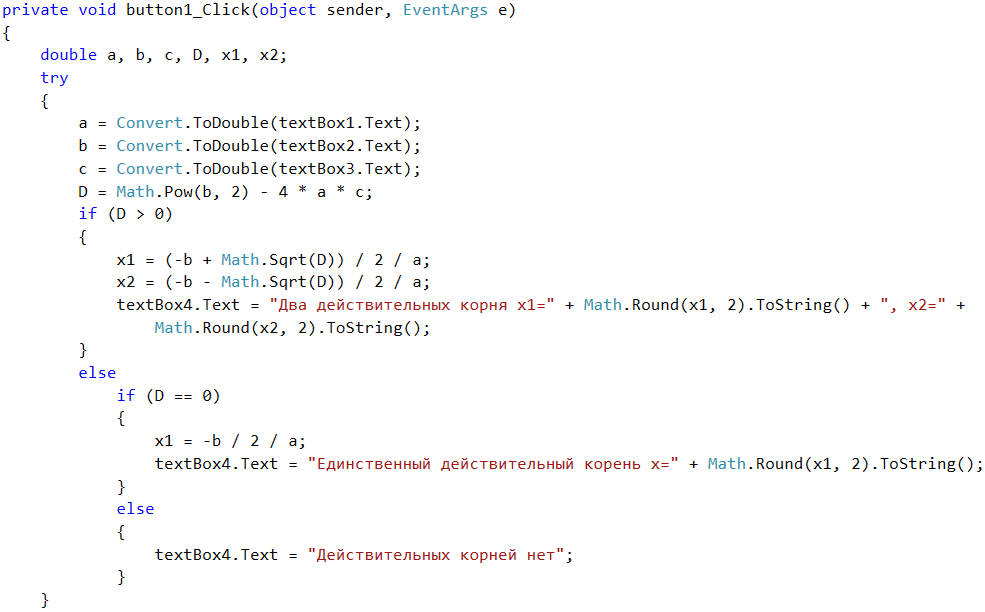 private void button1_Click(object sender, EventArgs e)
{
    double a, b, c, D, x1, x2;
    try
    {
        a = Convert.ToDouble(textBox1.Text);
        b = Convert.ToDouble(textBox2.Text);
        c = Convert.ToDouble(textBox3.Text);
        D = Math.Pow(b, 2) - 4 * a * c;
        if (D > 0)
        {
            x1 = (-b + Math.Sqrt(D)) / 2 / a;
            x2 = (-b - Math.Sqrt(D)) / 2 / a;
            textBox4.Text = "Два действительных корня x1=" + Math.Round(x1, 2).ToString() + ", x2=" +
                Math.Round(x2, 2).ToString();
        }
        else
            if (D == 0)
            {
                x1 = -b / 2 / a;
                textBox4.Text = "Единственный действительный корень x=" + Math.Round(x1, 2).ToString();
            }
            else
            {
                textBox4.Text = "Действительных корней нет";
            }
    }